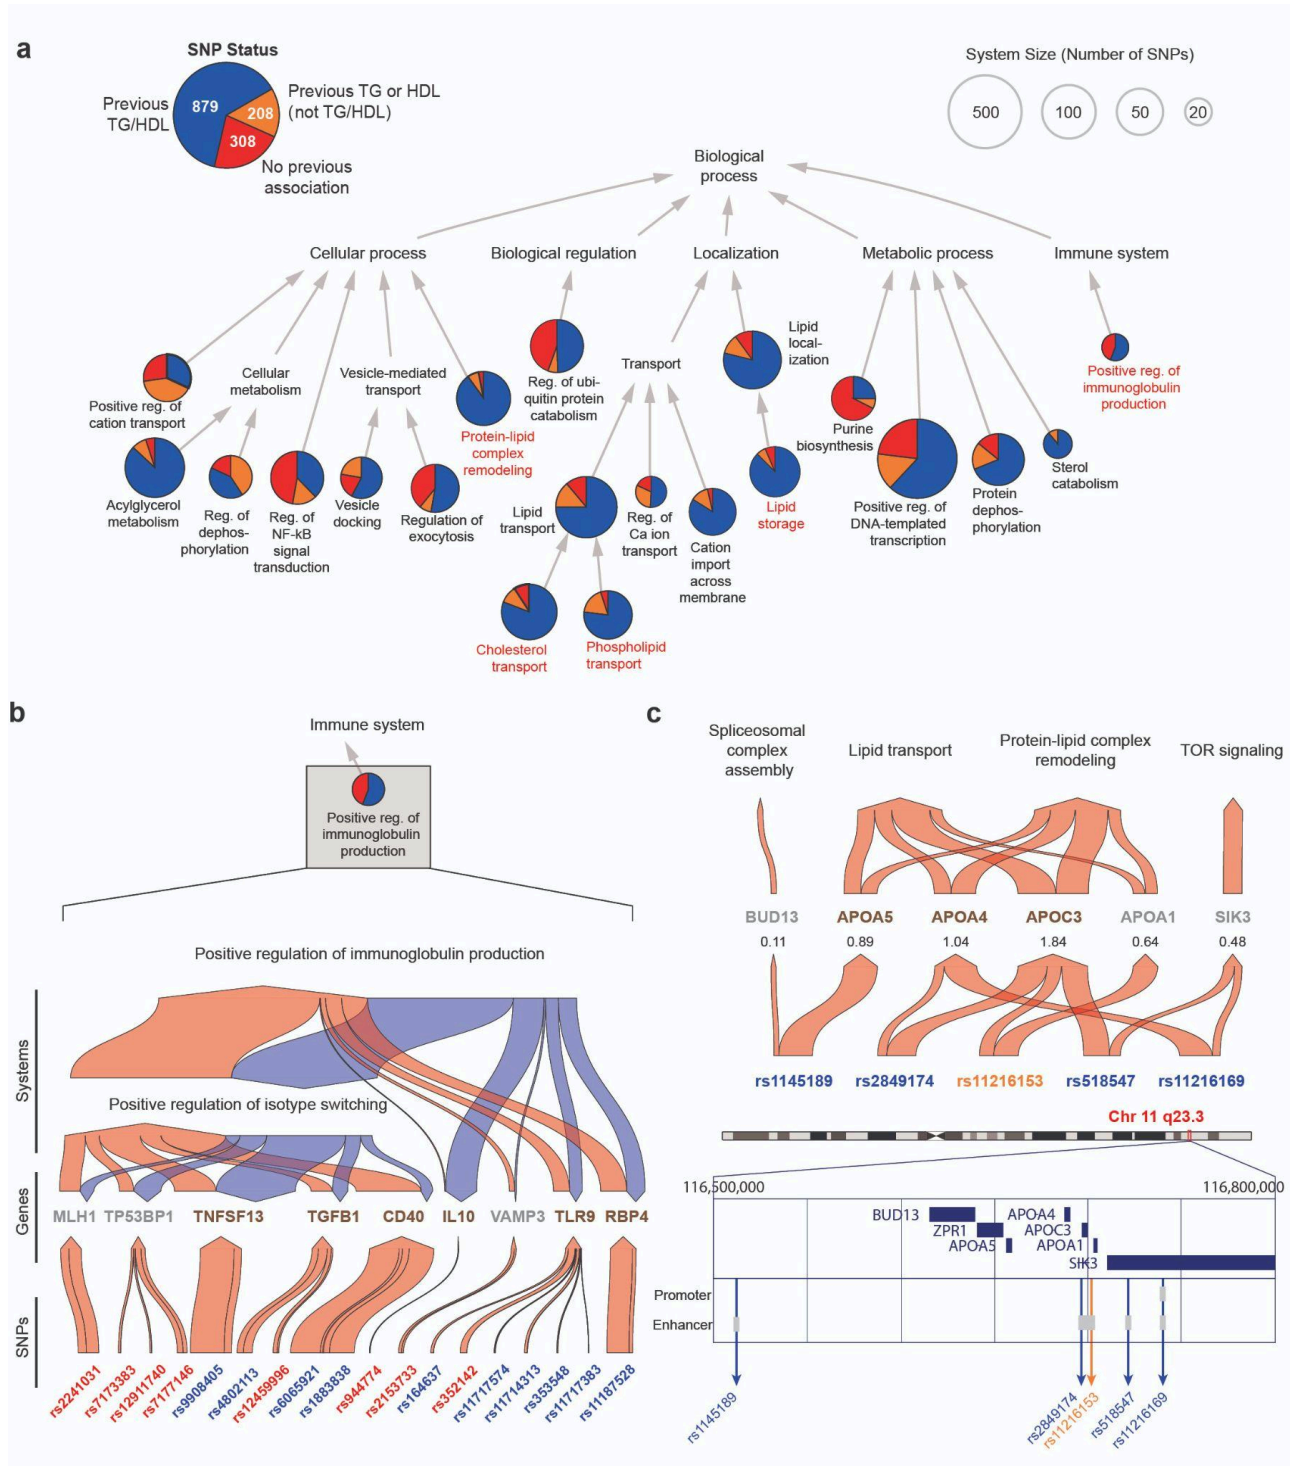 a
SNP Status
Previous
TG/HDL
879
208
308
Previous TG or HDL
(not TG/HDL)
No previous
association
System Size (Number of SNPs)
500
100
50
20
Biological
process
Cellular process
Biological regulation
Localization
Metabolic process
Immune system
Positive reg. of
cation transport
Cellular
metabolism
Vesicle-mediated
transport
Protein-lipid
complex
remodeling
Reg. of ubi-
quitin protein
catabolism
Transport
Lipid
local-
ization
Purine
biosynthesis
Positive reg. of
immunoglobulin
production
Acylglycerol
metabolism
Reg. of
dephos-
phorylation
Reg. of
NF-kB
signal
transduction
Vesicle
docking
Regulation of
exocytosis
Lipid
transport
Reg. of
Ca ion
transport
Cation
import
across
membrane
Lipid
storage
Positive reg. of
DNA-templated
transcription
Protein
dephos-
phorylation
Sterol
catabolism
Cholesterol
transport
Phospholipid
transport
b
Immune system
Positive reg. of
immunoglobulin
production
Positive regulation of immunoglobulin production
Systems
Positive regulation of isotype switching
Genes
MLH1
TP53BP1
TNFSF13
TGFB1
CD40
IL10
VAMP3
TLR9
RBP4
SNPs
rs2241031
rs7173383
rs12911740
rs7177146
rs9908405
rs4802113
rs12459996
rs6065921
rs1883838
rs944774
rs2153733
rs164637
rs352142
rs11717574
rs11714313
rs353548
rs11717383
rs11187528
c
Spliceosomal
complex
assembly
Lipid transport
Protein-lipid complex
remodeling
TOR signaling
BUD13
APOA5
APOA4
APOC3
APOA1
SIK3
0.11
0.89
1.04
1.84
0.64
0.48
rs1145189
rs2849174
rs11216153
rs518547
rs11216169
Chr 11 q23.3
116,500,000
116,800,000
BUD13
APOA4
ZPR1
APOC3
APOA5
APOA1
SIK3
Promoter
Enhancer
rs1145189
rs2849174
rs11216153
rs518547
rs11216169